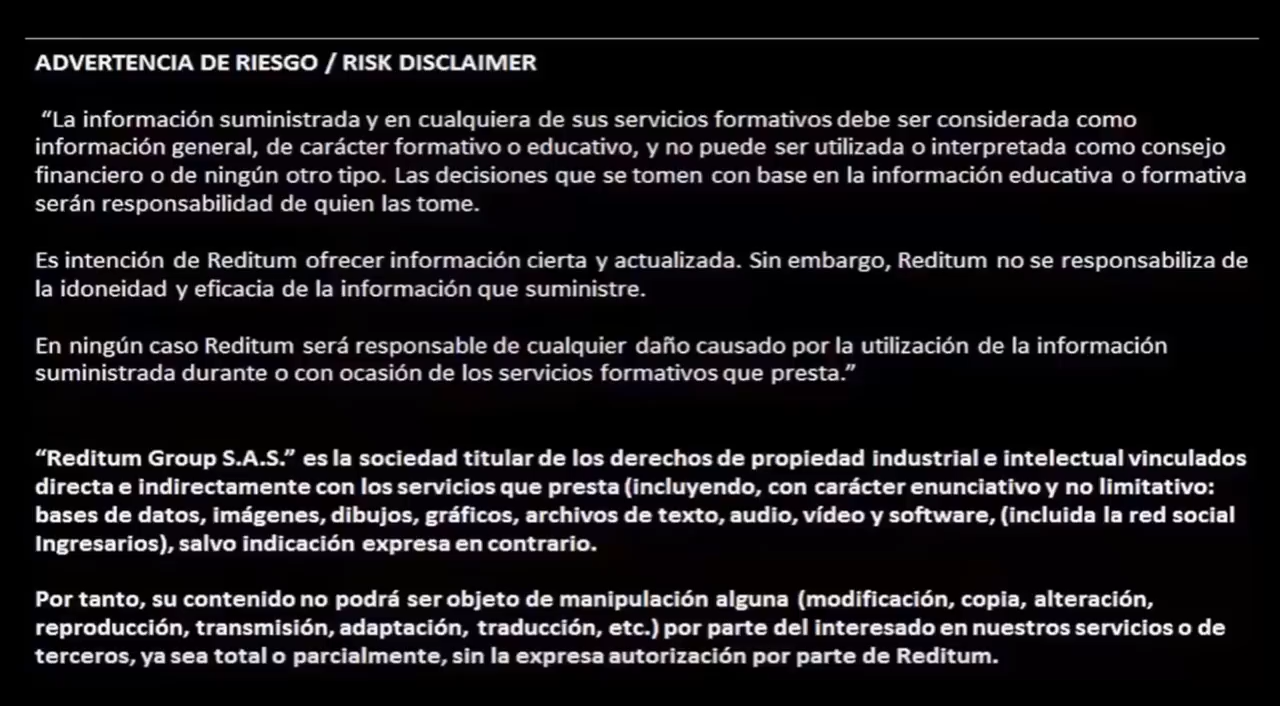 ADVERTENCIA DE RIESGO / RISK DISCLAIMER
“La información suministrada y en cualquiera de sus servicios formativos debe ser considerada como
información general, de carácter formativo o educativo, y no puede ser utilizada o interpretada como consejo
financiero o de ningún otro tipo. Las decisiones que se tomen con base en la información educativa o formativa
serán responsabilidad de quien las tome.
Es intención de Reditum ofrecer información cierta y actualizada. Sin embargo, Reditum no se responsabiliza de
la idoneidad y eficacia de la información que suministre.
En ningún caso Reditum será responsable de cualquier daño causado por la utilización de la información
suministrada durante o con ocasión de los servicios formativos que presta.”
“Reditum Group S.A.S.” es la sociedad titular de los derechos de propiedad industrial e intelectual vinculados
directa e indirectamente con los servicios que presta (incluyendo, con carácter enunciativo y no limitativo:
bases de datos, imágenes, dibujos, gráficos, archivos de texto, audio, vídeo y software, (incluida la red social
Ingresarios), salvo indicación expresa en contrario.
Por tanto, su contenido no podrá ser objeto de manipulación alguna (modificación, copia, alteración,
reproducción, transmisión, adaptación, traducción, etc.) por parte del interesado en nuestros servicios o de
terceros, ya sea total o parcialmente, sin la expresa autorización por parte de Reditum.